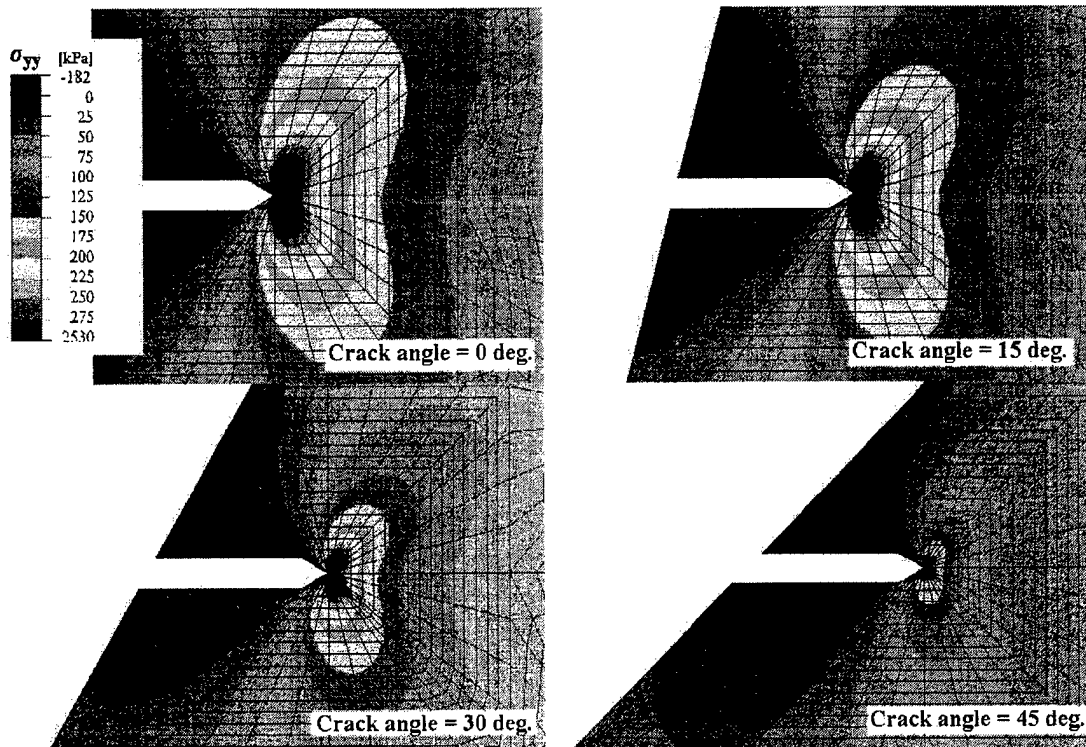 σyy [kPa]
-182
0
25
50
75
100
125
150
175
200
225
250
275
2530
Crack angle = 0 deg.
Crack angle = 15 deg.
Crack angle = 30 deg.
Crack angle = 45 deg.